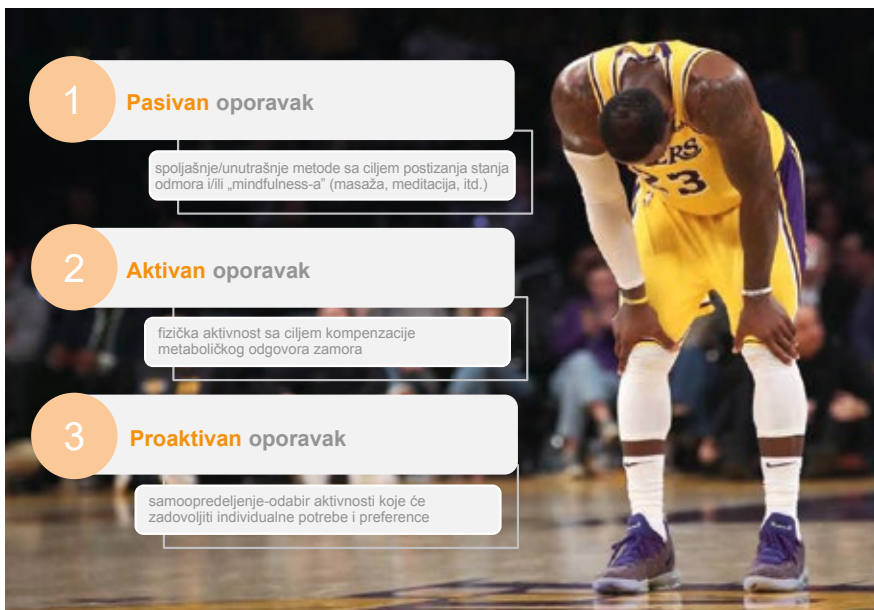 1
Pasivan oporavak
spoljašnje/unutrašnje metode sa ciljem postizanja stanja
odmora i/ili „mindfulness-a” (masaža, meditacija, itd.)
2
Aktivan oporavak
fizička aktivnost sa ciljem kompenzacije
metaboličkog odgovora zamora
3
Proaktivan oporavak
samoopredeljenje-odabir aktivnosti koje će
zadovoljiti individualne potrebe i preference
ERS
23